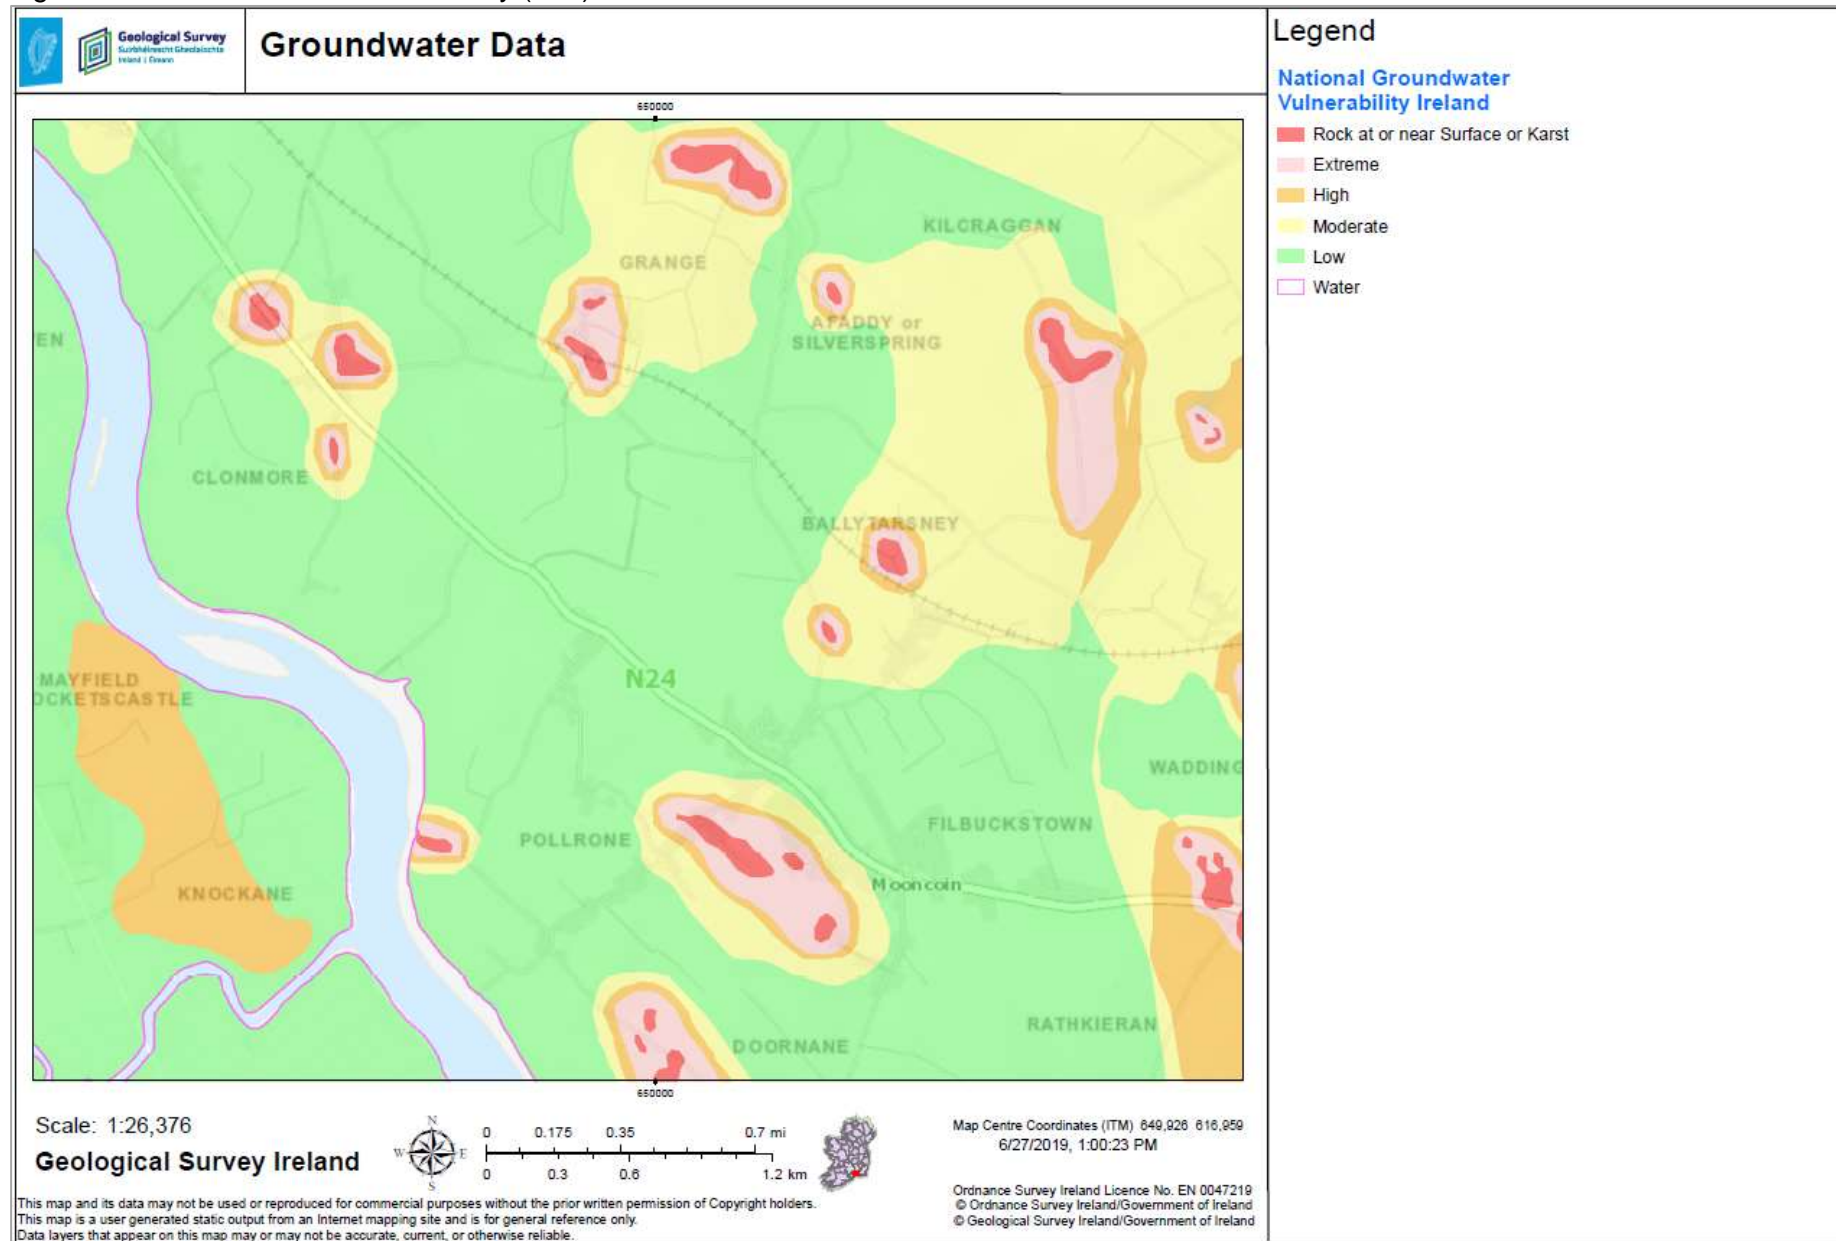 Geological Survey
Suirbhéireacht Gheolaíochta
Ireland | Éireann
Groundwater Data
Legend
National Groundwater
Vulnerability Ireland
Rock at or near Surface or Karst
Extreme
High
Moderate
Low
Water
650000
KILCRAGGAN
GRANGE
AFADDY or
SILVERSPRING
EN
CLONMORE
BALLYTARSNEY
MAYFIELD
OCKETSCASTLE
N24
WADDING
POLLRONE
FILBUCKSTOWN
Mooncoin
KNOCKANE
RATHKIERAN
DOORNANE
650000
Scale: 1:26,376
Geological Survey Ireland
N
W E
S
0 0.175 0.35 0.7 mi
0 0.3 0.6 1.2 km
Map Centre Coordinates (ITM) 649,926 616,959
6/27/2019, 1:00:23 PM
Ordnance Survey Ireland Licence No. EN 0047219
© Ordnance Survey Ireland/Government of Ireland
© Geological Survey Ireland/Government of Ireland
This map and its data may not be used or reproduced for commercial purposes without the prior written permission of Copyright holders.
This map is a user generated static output from an Internet mapping site and is for general reference only.
Data layers that appear on this map may or may not be accurate, current, or otherwise reliable.